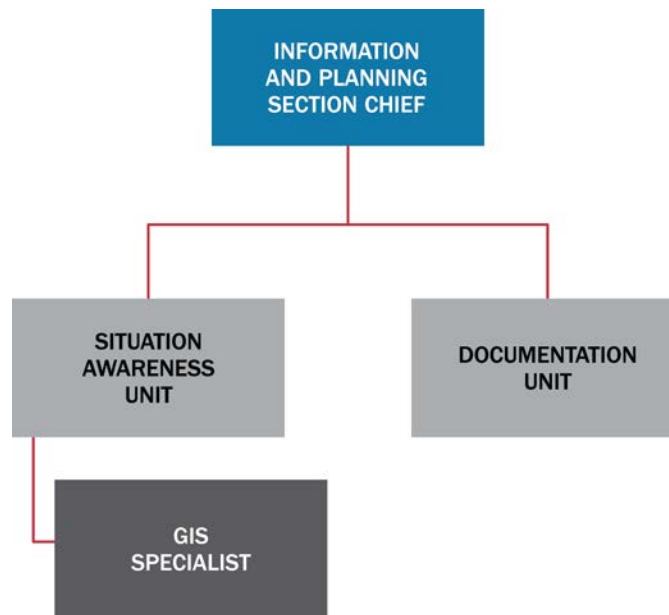 INFORMATION
AND PLANNING
SECTION CHIEF
SITUATION
AWARENESS
UNIT
DOCUMENTATION
UNIT
GIS
SPECIALIST